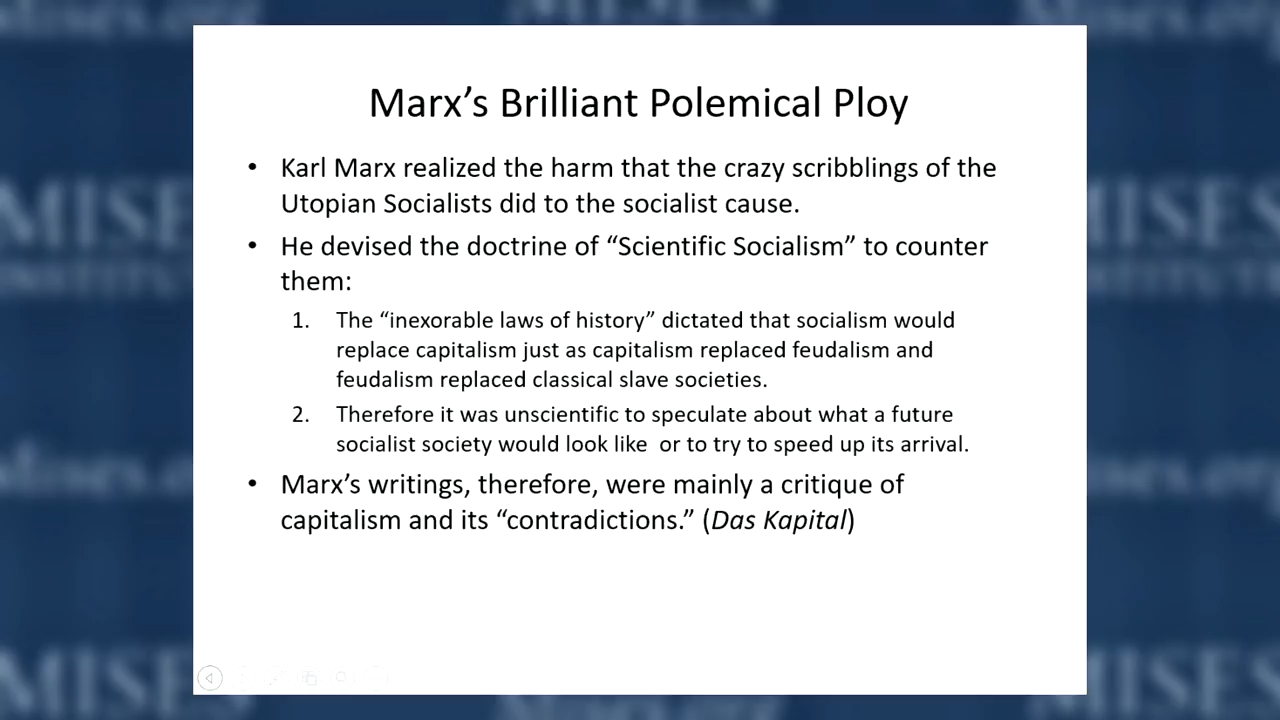 Marx’s Brilliant Polemical Ploy
• Karl Marx realized the harm that the crazy scribblings of the
Utopian Socialists did to the socialist cause.
• He devised the doctrine of “Scientific Socialism” to counter
them:
1. The “inexorable laws of history” dictated that socialism would
replace capitalism just as capitalism replaced feudalism and
feudalism replaced classical slave societies.
2. Therefore it was unscientific to speculate about what a future
socialist society would look like or to try to speed up its arrival.
• Marx’s writings, therefore, were mainly a critique of
capitalism and its “contradictions.” (Das Kapital)